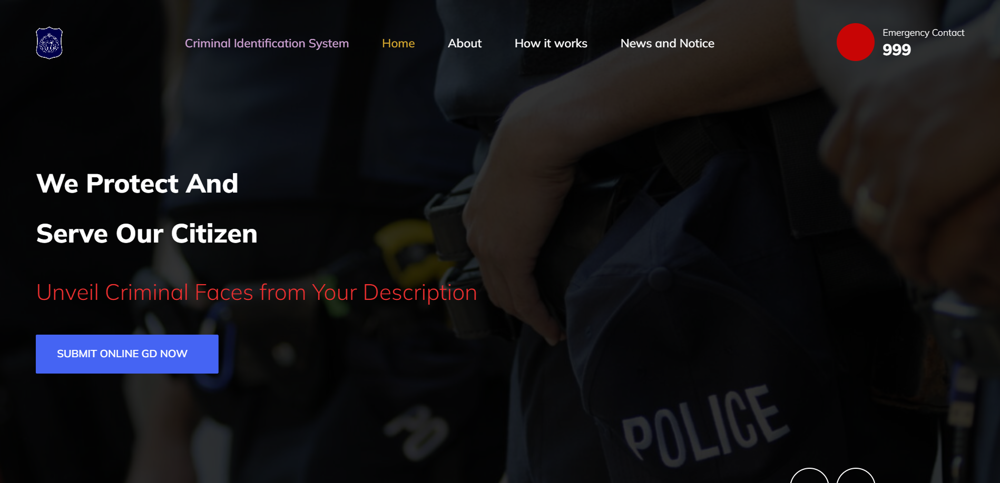 Criminal Identification System
Home
About
How it works
News and Notice
Emergency Contact
999
We Protect And
Serve Our Citizen
Unveil Criminal Faces from Your Description
SUBMIT ONLINE GD NOW
POLICE